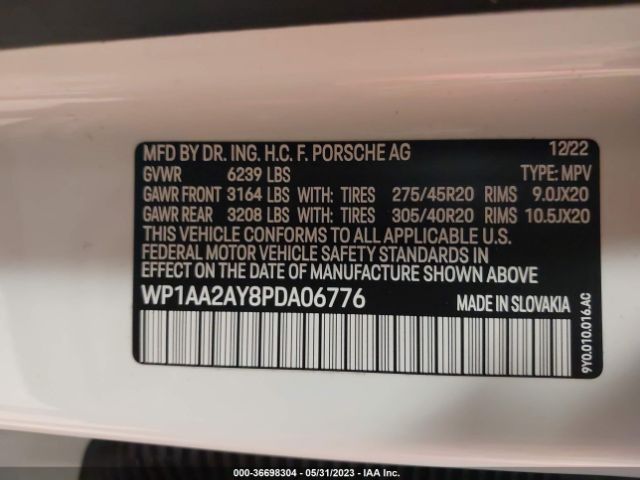 MFD BY DR. ING. H.C. F. PORSCHE AG 12/22
GVWR 6239 LBS TYPE: MPV
GAWR FRONT 3164 LBS WITH: TIRES 275/45R20 RIMS 9.0JX20
GAWR REAR 3208 LBS WITH: TIRES 305/40R20 RIMS 10.5JX20
THIS VEHICLE CONFORMS TO ALL APPLICABLE U.S.
FEDERAL MOTOR VEHICLE SAFETY STANDARDS IN
EFFECT ON THE DATE OF MANUFACTURE SHOWN ABOVE
WP1AA2AY8PDA06776 MADE IN SLOVAKIA
9Y0.010.016.AC
000-36698304 - 05/31/2023 - IAA Inc.